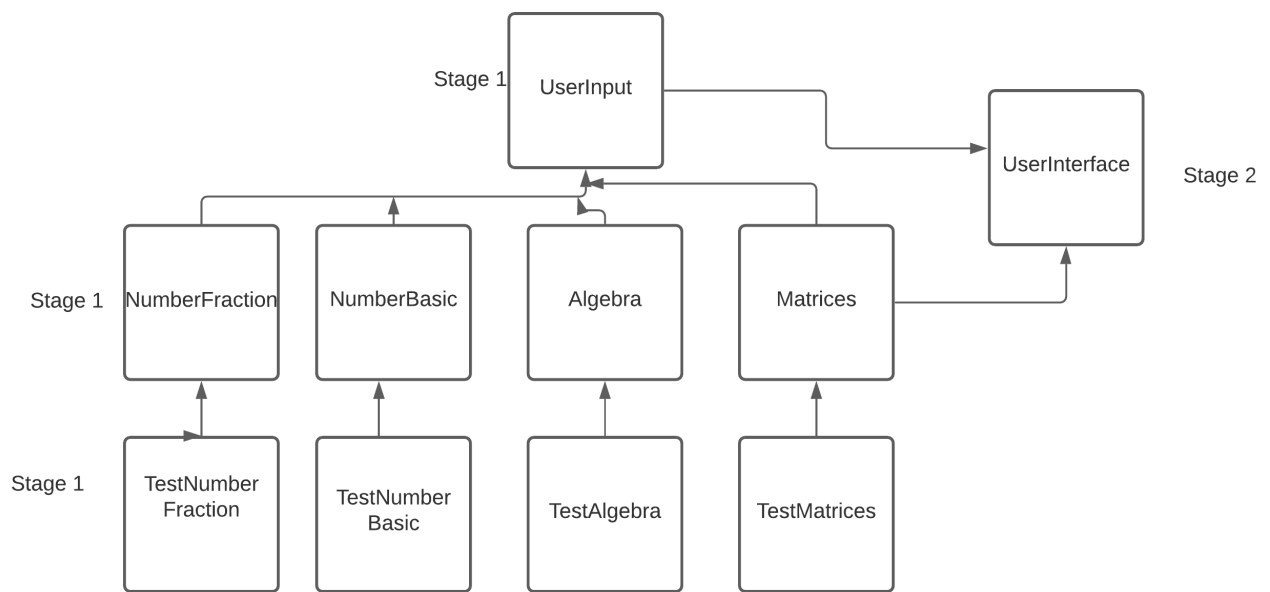 Stage 1
UserInput
UserInterface
Stage 2
Stage 1
NumberFraction
NumberBasic
Algebra
Matrices
Stage 1
TestNumber
Fraction
TestNumber
Basic
TestAlgebra
TestMatrices